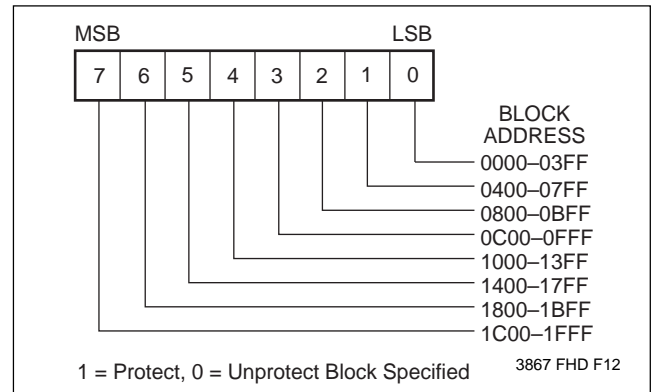 MSB LSB
7 6 5 4 3 2 1 0
BLOCK
ADDRESS
0000–03FF
0400–07FF
0800–0BFF
0C00–0FFF
1000–13FF
1400–17FF
1800–1BFF
1C00–1FFF
1 = Protect, 0 = Unprotect Block Specified
3867 FHD F12